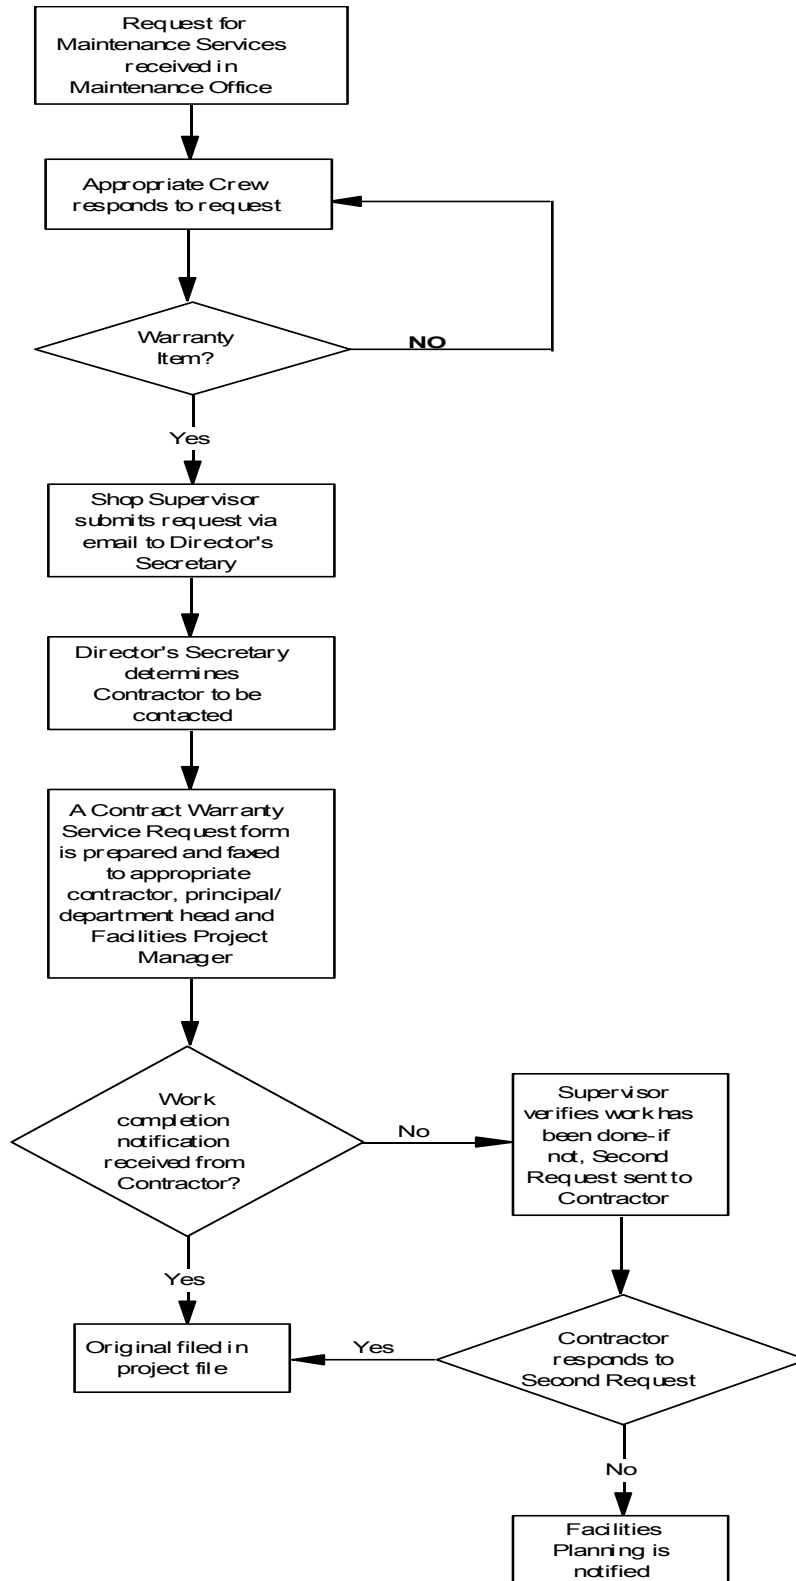 Request for
Maintenance Services
received in
Maintenance Office
Appropriate Crew
responds to request
Warranty
Item?
NO
Yes
Shop Supervisor
submits request via
email to Director's
Secretary
Director's Secretary
determines
Contractor to be
contacted
A Contract Warranty
Service Request form
is prepared and faxed
to appropriate
contractor, principal/
department head and
Facilities Project
Manager
Work
completion
notification
received from
Contractor?
No
Supervisor
verifies work has
been done-if
not, Second
Request sent to
Contractor
Yes
Original filed in
project file
Yes
Contractor
responds to
Second Request
No
Facilities
Planning is
notified